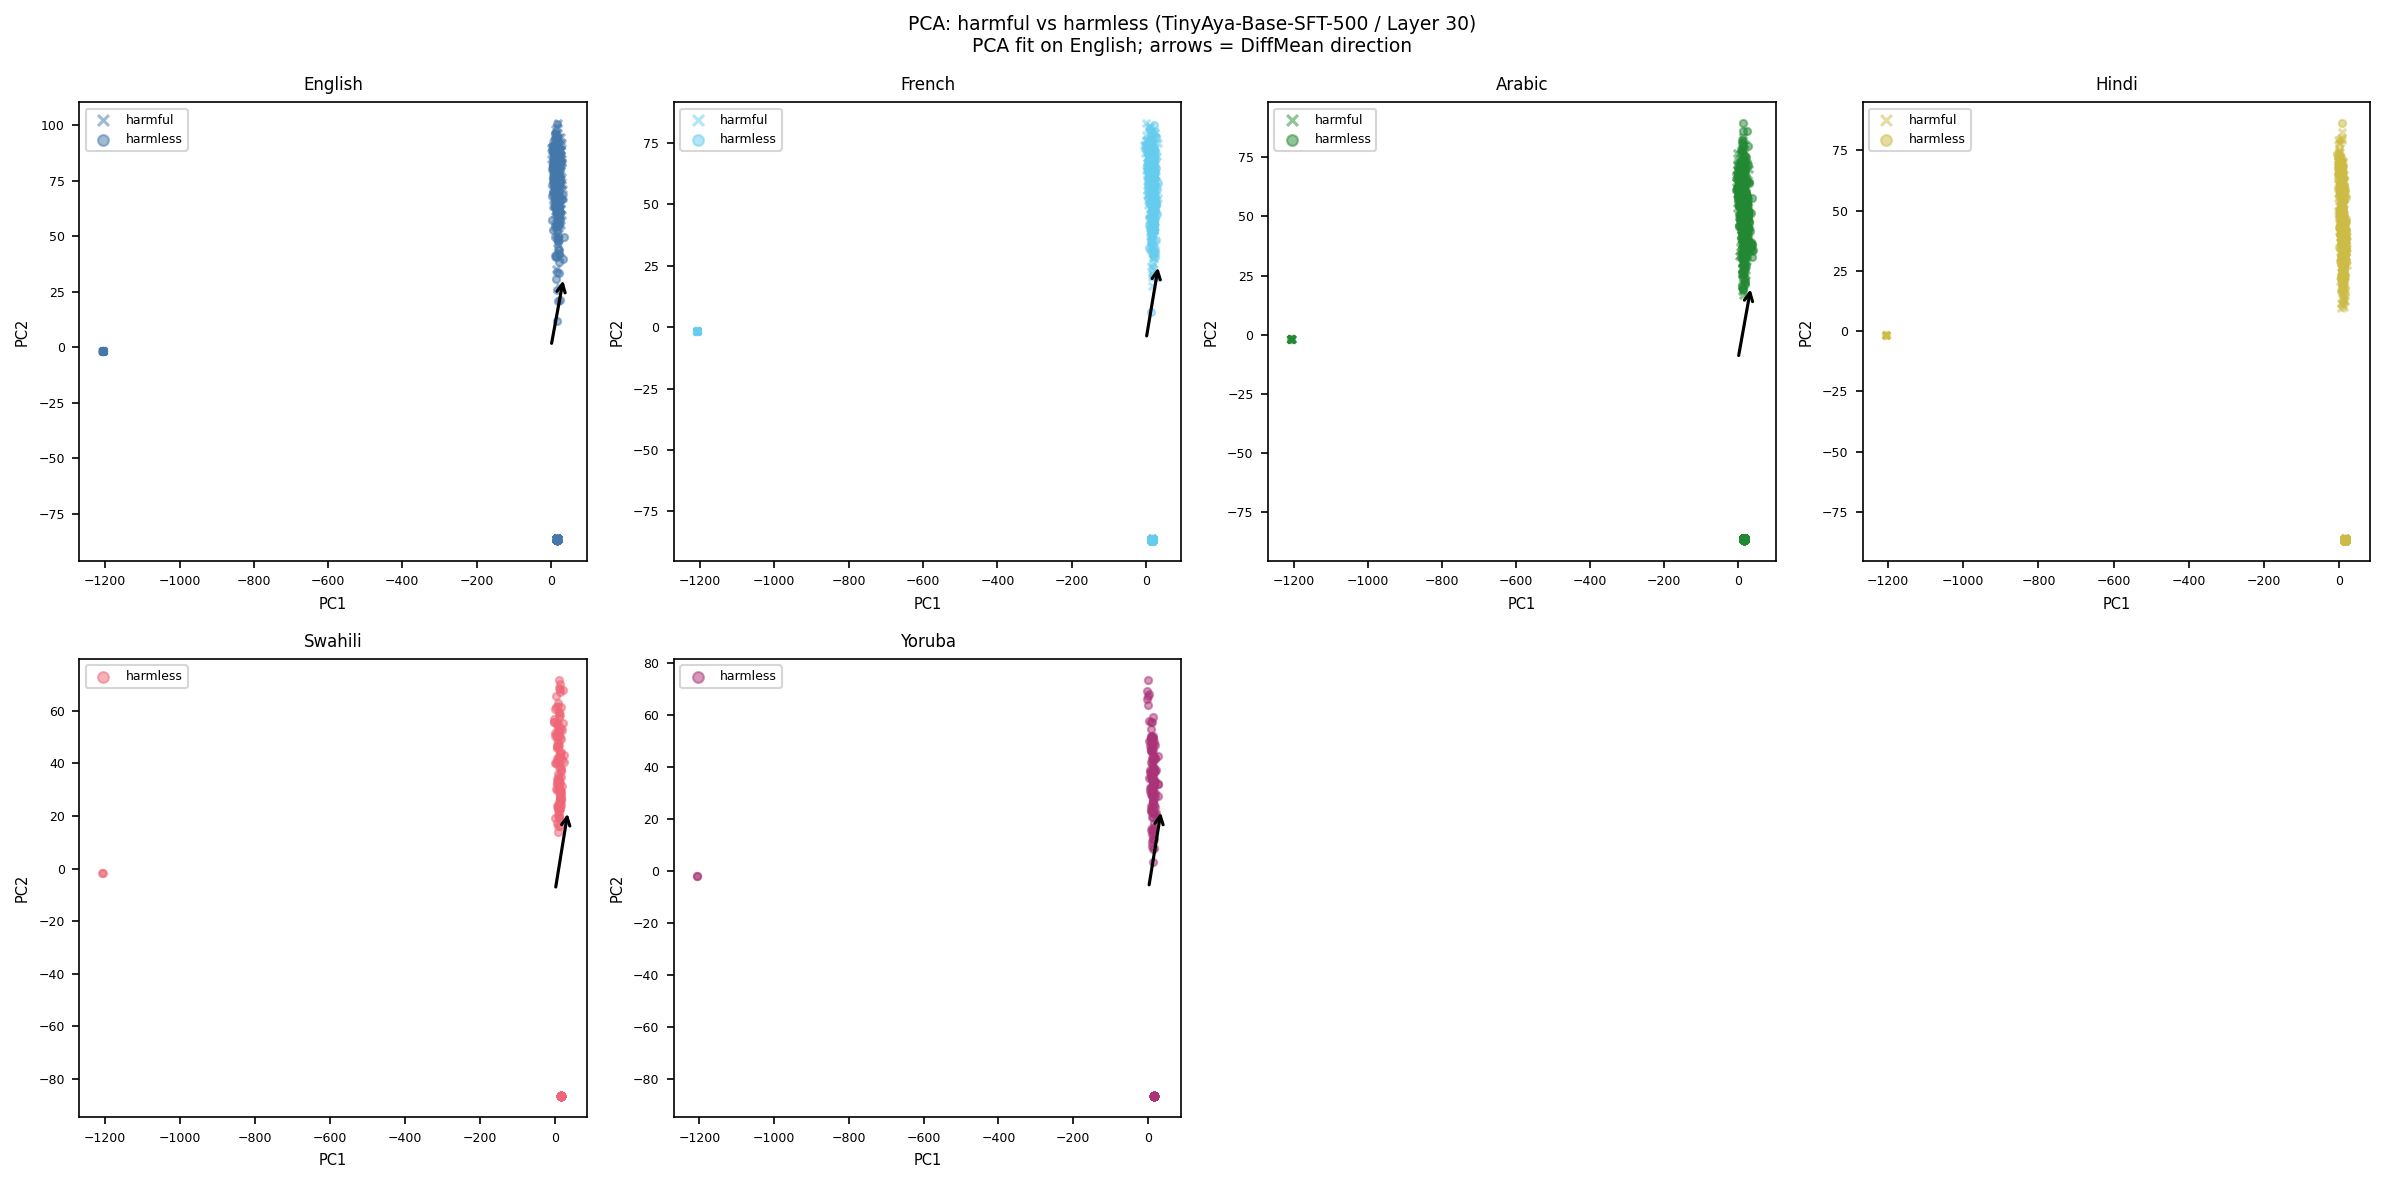 PCA: harmful vs harmless (TinyAya-Base-SFT-500 / Layer 30)
PCA fit on English; arrows = DiffMean direction
English
harmful
harmless
100
75
50
25
0
−25
−50
−75
PC2
−1200 −1000 −800 −600 −400 −200 0
PC1
French
harmful
harmless
75
50
25
0
−25
−50
−75
PC2
−1200 −1000 −800 −600 −400 −200 0
PC1
Arabic
harmful
harmless
75
50
25
0
−25
−50
−75
PC2
−1200 −1000 −800 −600 −400 −200 0
PC1
Hindi
harmful
harmless
75
50
25
0
−25
−50
−75
PC2
−1200 −1000 −800 −600 −400 −200 0
PC1
Swahili
harmless
60
40
20
0
−20
−40
−60
−80
PC2
−1200 −1000 −800 −600 −400 −200 0
PC1
Yoruba
harmless
80
60
40
20
0
−20
−40
−60
−80
PC2
−1200 −1000 −800 −600 −400 −200 0
PC1